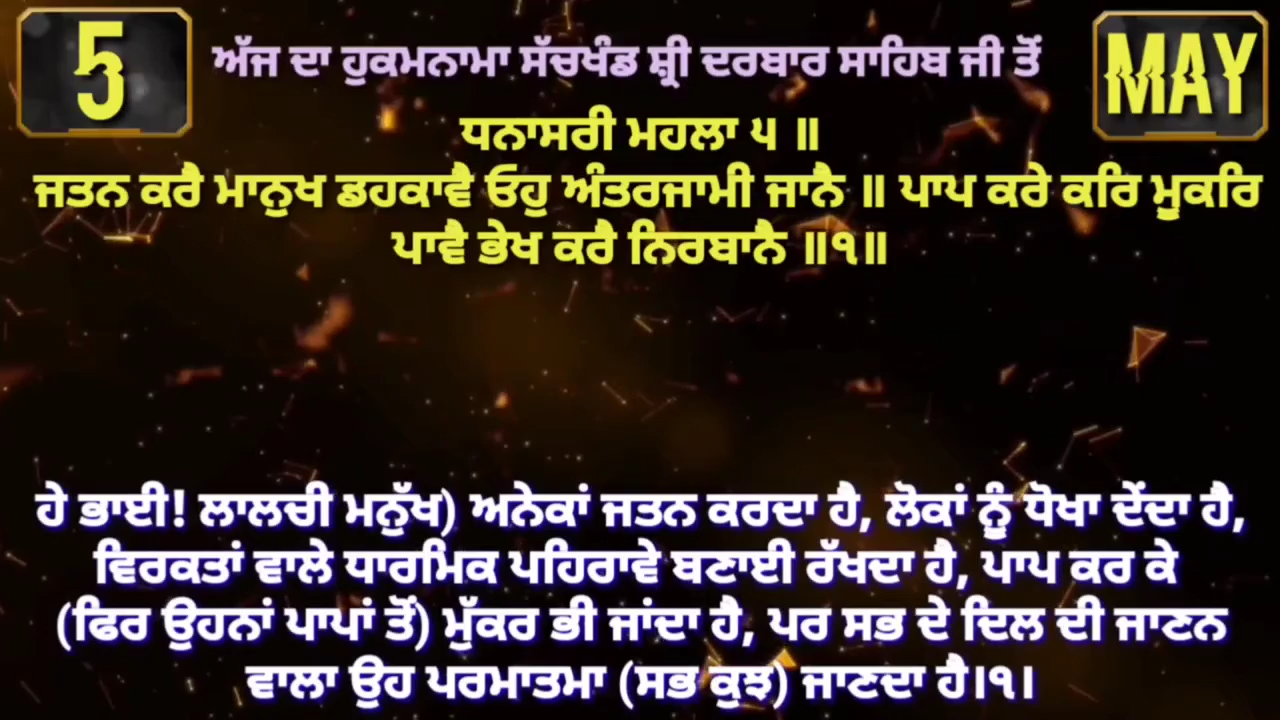 5
ਅੱਜ ਦਾ ਹੁਕਮਨਾਮਾ ਸੱਚਖੰਡ ਸ਼੍ਰੀ ਦਰਬਾਰ ਸਾਹਿਬ ਜੀ ਤੋਂ
MAY
ਧਨਾਸਰੀ ਮਹਲਾ ੫ ॥
ਜਤਨ ਕਰੈ ਮਾਨੁਖ ਡਹਕਾਵੈ ਓਹੁ ਅੰਤਰਜਾਮੀ ਜਾਨੈ ॥ ਪਾਪ ਕਰੇ ਕਰਿ ਮੂਕਰਿ
ਪਾਵੈ ਭੇਖ ਕਰੈ ਨਿਰਬਾਨੈ ॥੧॥
ਹੇ ਭਾਈ! ਲਾਲਚੀ ਮਨੁੱਖ) ਅਨੇਕਾਂ ਜਤਨ ਕਰਦਾ ਹੈ, ਲੋਕਾਂ ਨੂੰ ਧੋਖਾ ਦੇਂਦਾ ਹੈ,
ਵਿਰਕਤਾਂ ਵਾਲੇ ਧਾਰਮਿਕ ਪਹਿਰਾਵੇ ਬਣਾਈ ਰੱਖਦਾ ਹੈ, ਪਾਪ ਕਰ ਕੇ
(ਫਿਰ ਉਹਨਾਂ ਪਾਪਾਂ ਤੋਂ) ਮੁੱਕਰ ਭੀ ਜਾਂਦਾ ਹੈ, ਪਰ ਸਭ ਦੇ ਦਿਲ ਦੀ ਜਾਣਨ
ਵਾਲਾ ਉਹ ਪਰਮਾਤਮਾ (ਸਭ ਕੁਝ) ਜਾਣਦਾ ਹੈ।੧।